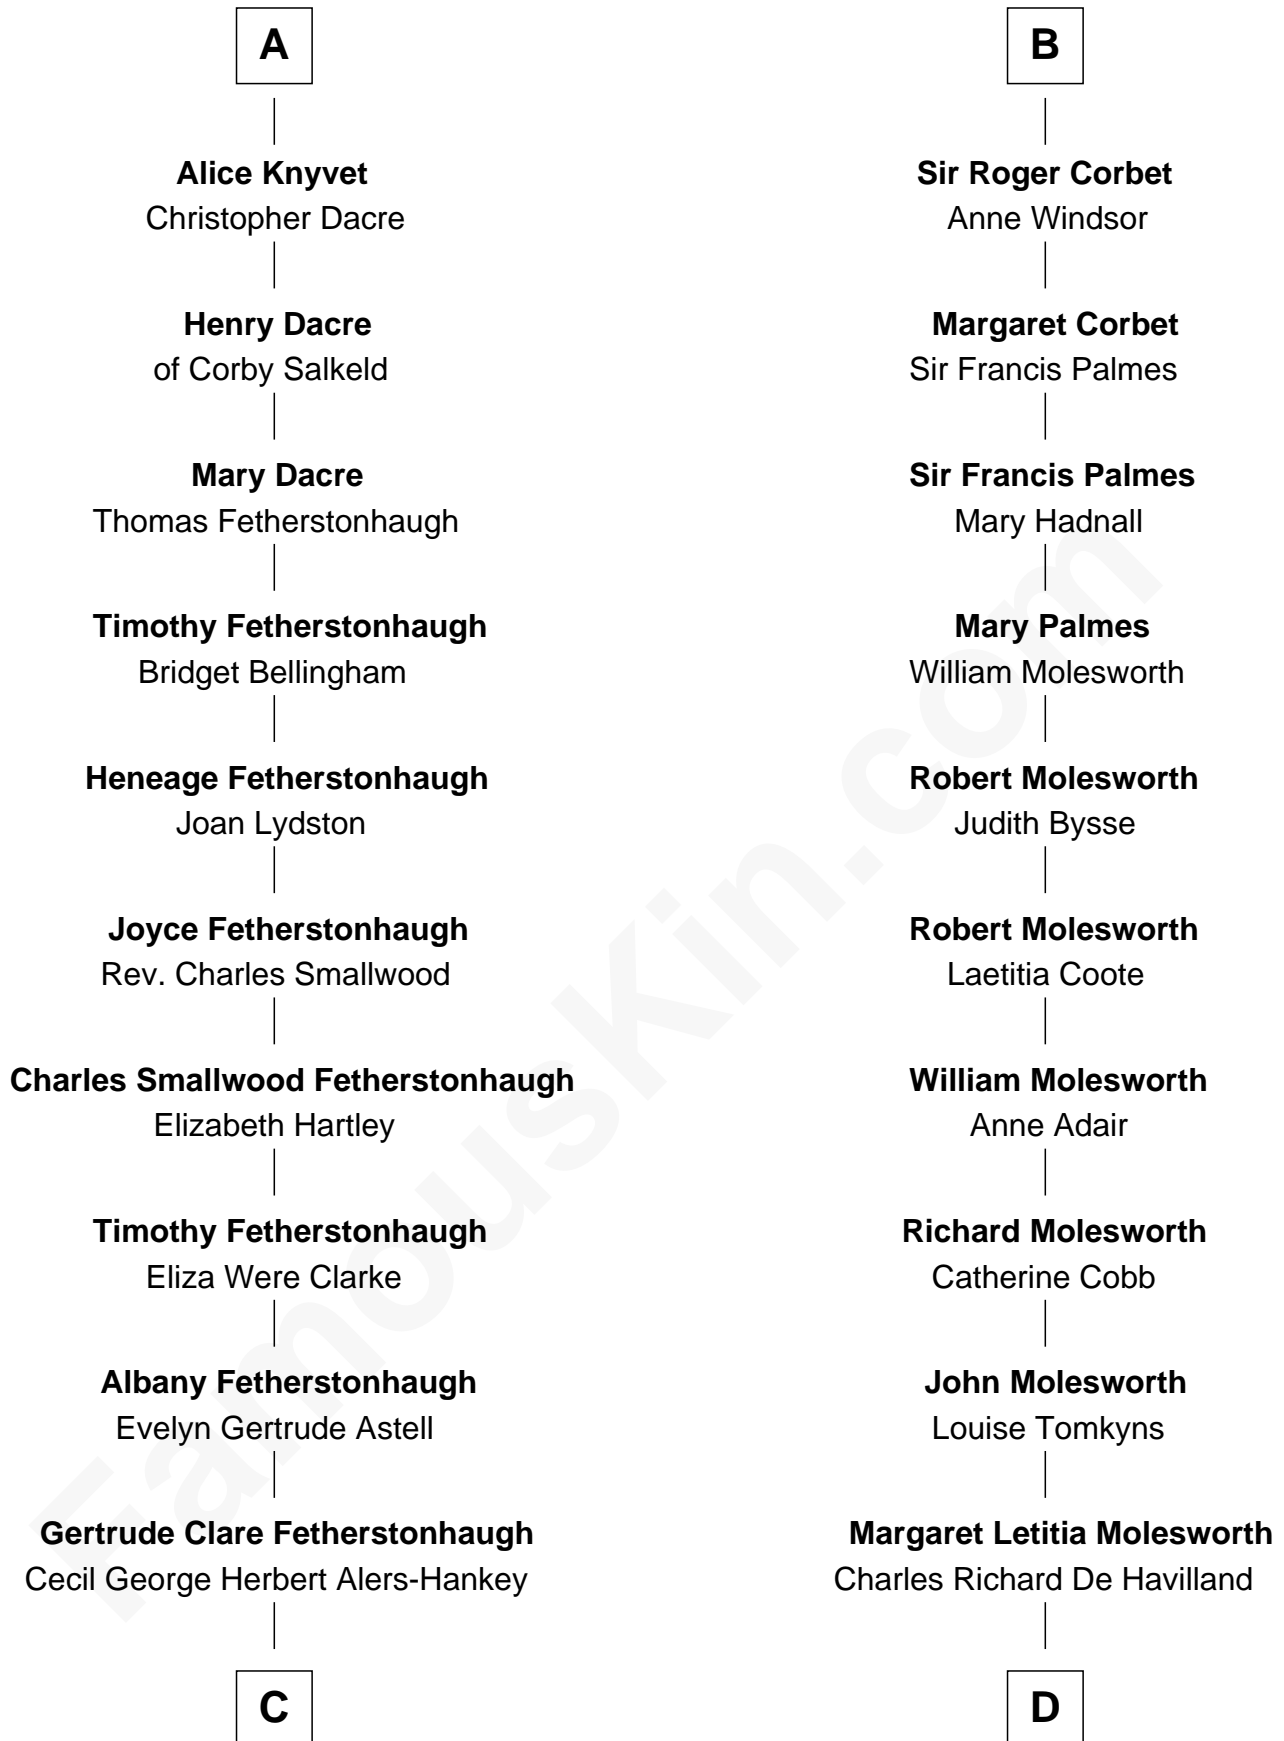 A
Alice Knyvet
Christopher Dacre
Henry Dacre
of Corby Salkeld
Mary Dacre
Thomas Fetherstonhaugh
Timothy Fetherstonhaugh
Bridget Bellingham
Heneage Fetherstonhaugh
Joan Lydston
Joyce Fetherstonhaugh
Rev. Charles Smallwood
Charles Smallwood Fetherstonhaugh
Elizabeth Hartley
Timothy Fetherstonhaugh
Eliza Were Clarke
Albany Fetherstonhaugh
Evelyn Gertrude Astell
Gertrude Clare Fetherstonhaugh
Cecil George Herbert Alers-Hankey
C
B
Sir Roger Corbet
Anne Windsor
Margaret Corbet
Sir Francis Palmes
Sir Francis Palmes
Mary Hadnall
Mary Palmes
William Molesworth
Robert Molesworth
Judith Bysse
Robert Molesworth
Laetitia Coote
William Molesworth
Anne Adair
Richard Molesworth
Catherine Cobb
John Molesworth
Louise Tomkyns
Margaret Letitia Molesworth
Charles Richard De Havilland
D
FamousKin.com